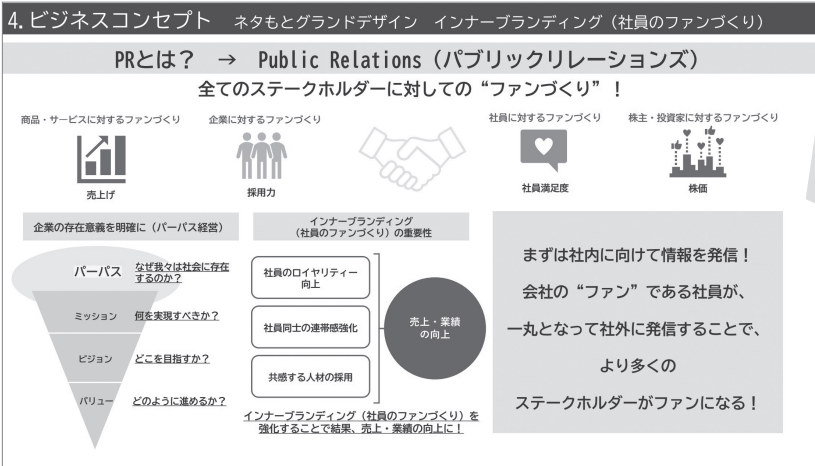 4. ビジネスコンセプト ネタもとグランドデザイン インナーブランディング（社員のファンづくり）
PRとは？ → Public Relations（パブリックリレーションズ）
全てのステークホルダーに対しての“ファンづくり”！
商品・サービスに対するファンづくり
売上げ
企業に対するファンづくり
採用力
社員に対するファンづくり
社員満足度
株主・投資家に対するファンづくり
株価
企業の存在意義を明確に（パーパス経営）
パーパス
なぜ我々は社会に存在
するのか？
ミッション
何を実現すべきか？
ビジョン
どこを目指すか？
バリュー
どのように進めるか？
インナーブランディング
（社員のファンづくり）の重要性
社員のロイヤリティー
向上
社員同士の連帯感強化
共感する人材の採用
売上・業績
の向上
インナーブランディング（社員のファンづくり）を
強化することで結果、売上・業績の向上に！
まずは社内に向けて情報を発信！
会社の“ファン”である社員が、
一丸となって社外に発信することで、
より多くの
ステークホルダーがファンになる！